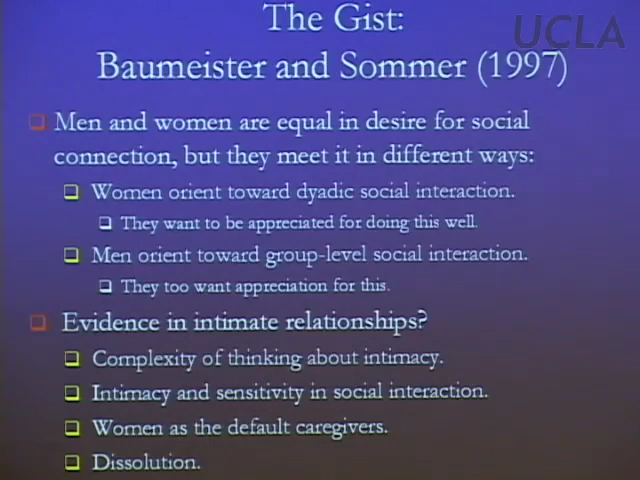 The Gist:
UCLA
Baumeister and Sommer (1997)
Men and women are equal in desire for social
connection, but they meet it in different ways:
Women orient toward dyadic social interaction.
They want to be appreciated for doing this well.
Men orient toward group-level social interaction.
They too want appreciation for this.
Evidence in intimate relationships?
Complexity of thinking about intimacy.
Intimacy and sensitivity in social interaction.
Women as the default caregivers.
Dissolution.